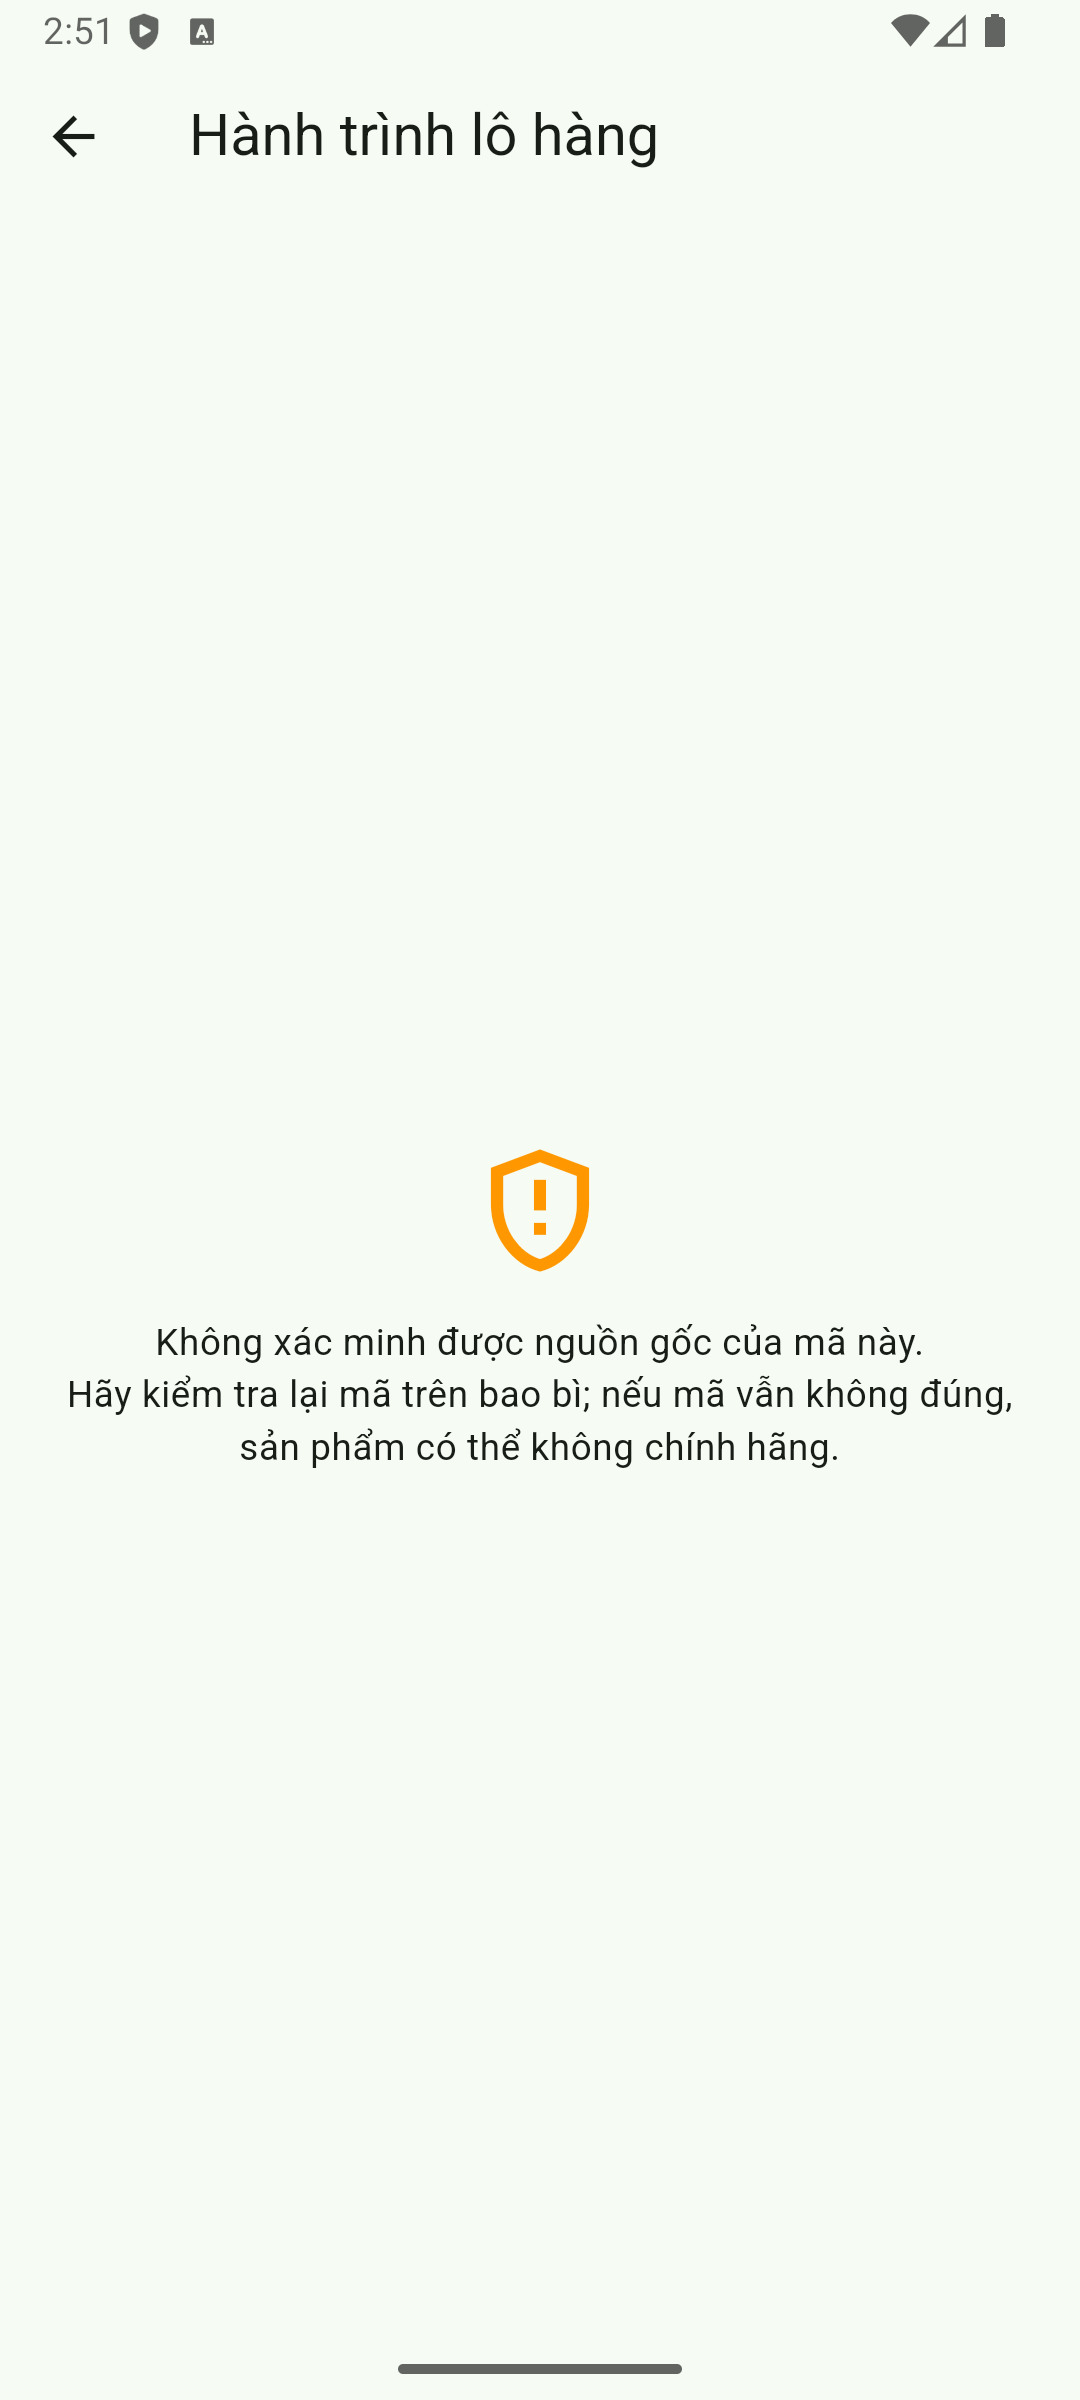 2:51
Hành trình lô hàng
Không xác minh được nguồn gốc của mã này.
Hãy kiểm tra lại mã trên bao bì; nếu mã vẫn không đúng,
sản phẩm có thể không chính hãng.